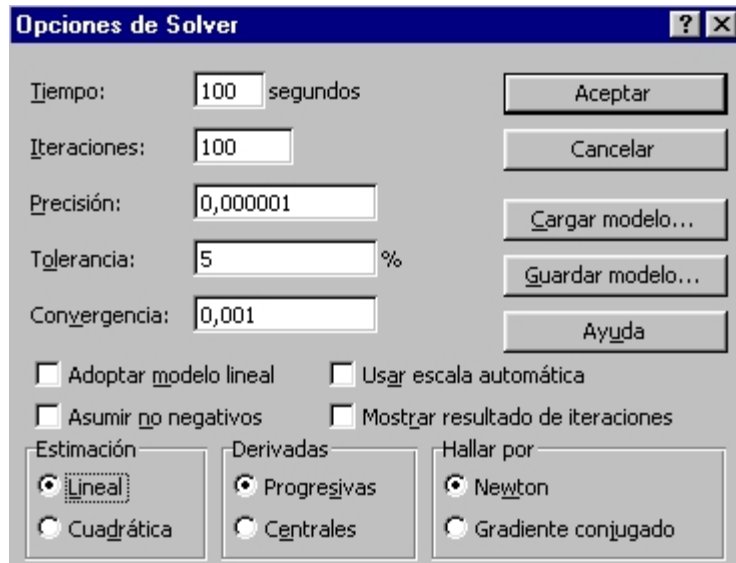 Opciones de Solver
Tiempo: 100 segundos
Aceptar
Iteraciones: 100
Cancelar
Precisión: 0,000001
Cargar modelo...
Tolerancia: 5 %
Guardar modelo...
Convergencia: 0,001
Ayuda
Adoptar modelo lineal
Usar escala automática
Asumir no negativos
Mostrar resultado de iteraciones
Estimación
Lineal
Cuadrática
Derivadas
Progresivas
Centrales
Hallar por
Newton
Gradiente conjugado